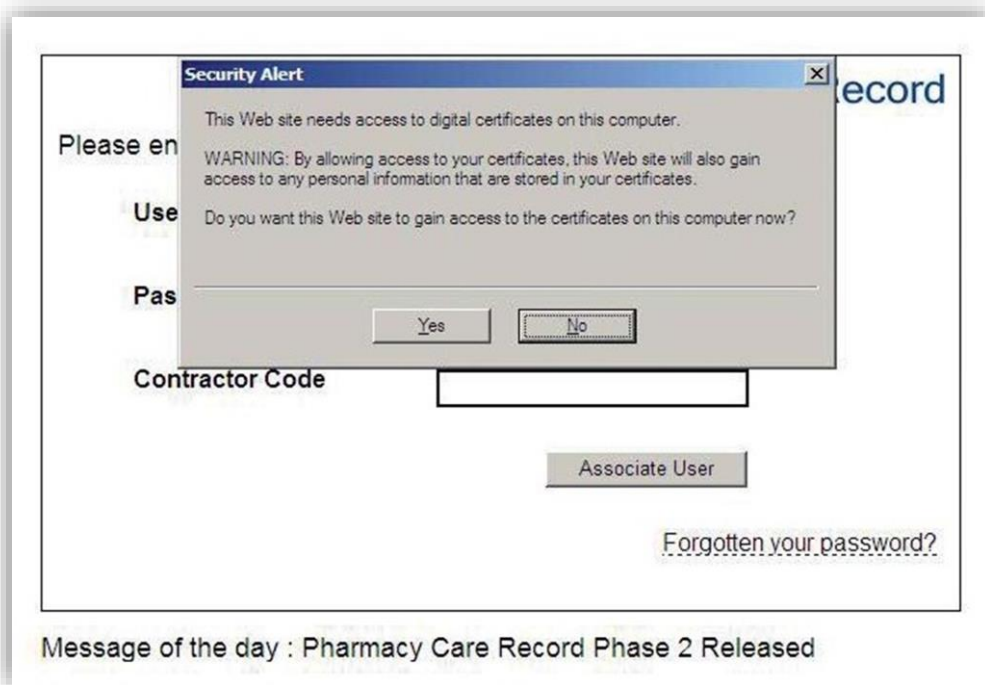 Security Alert
ecord
This Web site needs access to digital certificates on this computer.
Please en
WARNING: By allowing access to your certificates, this Web site will also gain
access to any personal information that are stored in your certificates.
Use
Do you want this Web site to gain access to the certificates on this computer now?
Pas
Yes No
Contractor Code
Associate User
Forgotten your password?
Message of the day : Pharmacy Care Record Phase 2 Released